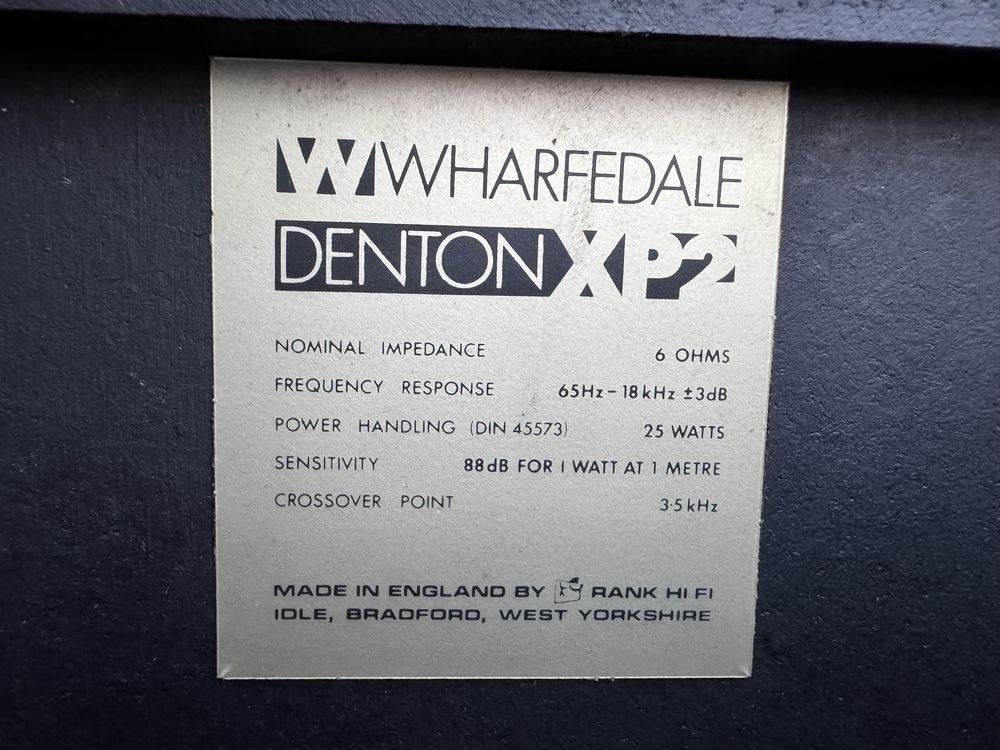 W WHARFEDALE
DENTON XP2
NOMINAL IMPEDANCE 6 OHMS
FREQUENCY RESPONSE 65Hz – 18kHz ±3dB
POWER HANDLING (DIN 45573) 25 WATTS
SENSITIVITY 88dB FOR 1 WATT AT 1 METRE
CROSSOVER POINT 3·5kHz
MADE IN ENGLAND BY RANK HI FI
IDLE, BRADFORD, WEST YORKSHIRE